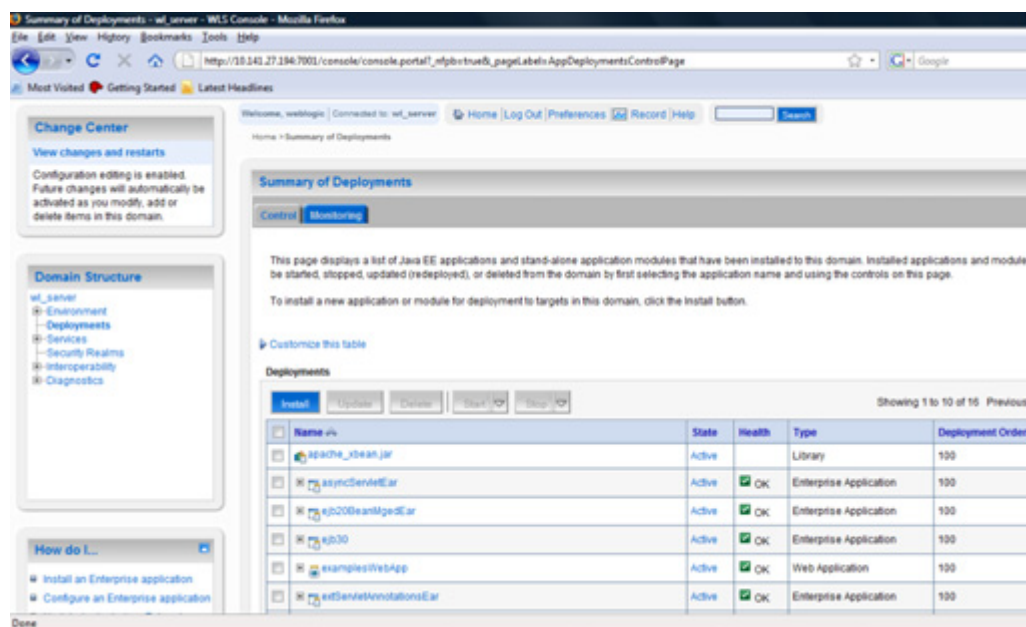 Summary of Deployments - wl_server - WLS Console - Mozilla Firefox
File Edit View History Bookmarks Tools Help
http://10.141.27.194:7001/console/console.portal?_nfpb=true&_pageLabel=AppDeploymentsControlPage
Google
Most Visited Getting Started Latest Headlines
Change Center
View changes and restarts
Configuration editing is enabled.
Future changes will automatically be
activated as you modify, add or
delete items in this domain.
Domain Structure
wl_server
Environment
Deployments
Services
Security Realms
Interoperability
Diagnostics
How do I...
Install an Enterprise application
Configure an Enterprise application
Welcome, weblogic Connected to: wl_server Home Log Out Preferences Record Help Search
Home > Summary of Deployments
Summary of Deployments
Control Monitoring
This page displays a list of Java EE applications and stand-alone application modules that have been installed to this domain. Installed applications and module
be started, stopped, updated (redeployed), or deleted from the domain by first selecting the application name and using the controls on this page.
To install a new application or module for deployment to targets in this domain, click the Install button.
Customize this table
Deployments
Install Update Delete Start Stop Showing 1 to 10 of 16 Previous
Name State Health Type Deployment Order
apache_xbean.jar Active Library 100
asyncServletEar Active OK Enterprise Application 100
ejb20BeanMgedEar Active OK Enterprise Application 100
ejb30 Active OK Enterprise Application 100
examplesWebApp Active OK Web Application 100
extServletAnnotationsEar Active OK Enterprise Application 100
Done